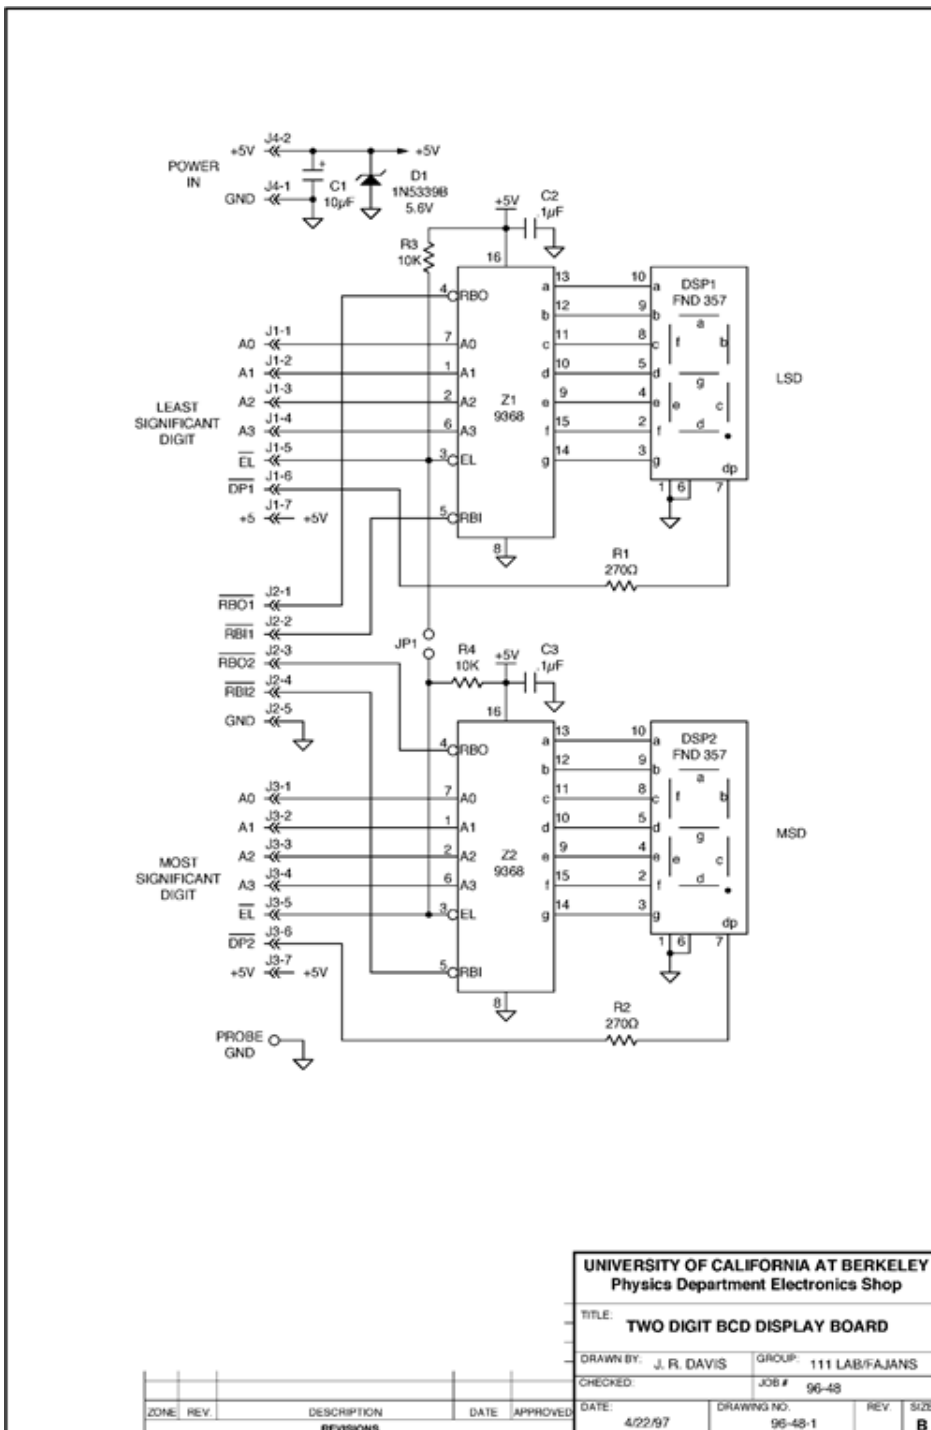 J4-2
+5V
+5V
POWER
IN
J4-1
GND
+
C1
10µF
D1
1N5339B
5.6V
+5V
C2
.1µF
R3
10K
16
4 RBO
13 a 10 a
DSP1
FND 357
12 b 9 b
a
J1-1
A0
7 A0
11 c 8 c
f b
J1-2
A1
1 A1
10 d 5 d
g
LSD
J1-3
A2
2 A2
Z1
9368
9 e 4 e
e c
LEAST
SIGNIFICANT
DIGIT
J1-4
A3
6 A3
15 f 2 f
d
J1-5
EL
3 EL
14 g 3 g
dp
J1-6
DP1
1 6 7
J1-7
+5 +5V
5 RBI
8
R1
270Ω
J2-1
RBO1
J2-2
RBI1
JP1
J2-3
RBO2
R4
10K
+5V
C3
.1µF
J2-4
RBI2
J2-5
GND
16
4 RBO
13 a 10 a
DSP2
FND 357
12 b 9 b
a
J3-1
A0
7 A0
11 c 8 c
f b
J3-2
A1
1 A1
10 d 5 d
g
MSD
J3-3
A2
2 A2
Z2
9368
9 e 4 e
e c
MOST
SIGNIFICANT
DIGIT
J3-4
A3
6 A3
15 f 2 f
d
J3-5
EL
3 EL
14 g 3 g
dp
J3-6
DP2
1 6 7
J3-7
+5V +5V
5 RBI
8
R2
270Ω
PROBE
GND
UNIVERSITY OF CALIFORNIA AT BERKELEY
Physics Department Electronics Shop
TITLE:
TWO DIGIT BCD DISPLAY BOARD
DRAWN BY: J. R. DAVIS GROUP: 111 LAB/FAJANS
CHECKED: JOB # 96-48
ZONE REV. DESCRIPTION DATE APPROVED
REVISIONS
DATE: 4/22/97 DRAWING NO. 96-48-1 REV. SIZE B